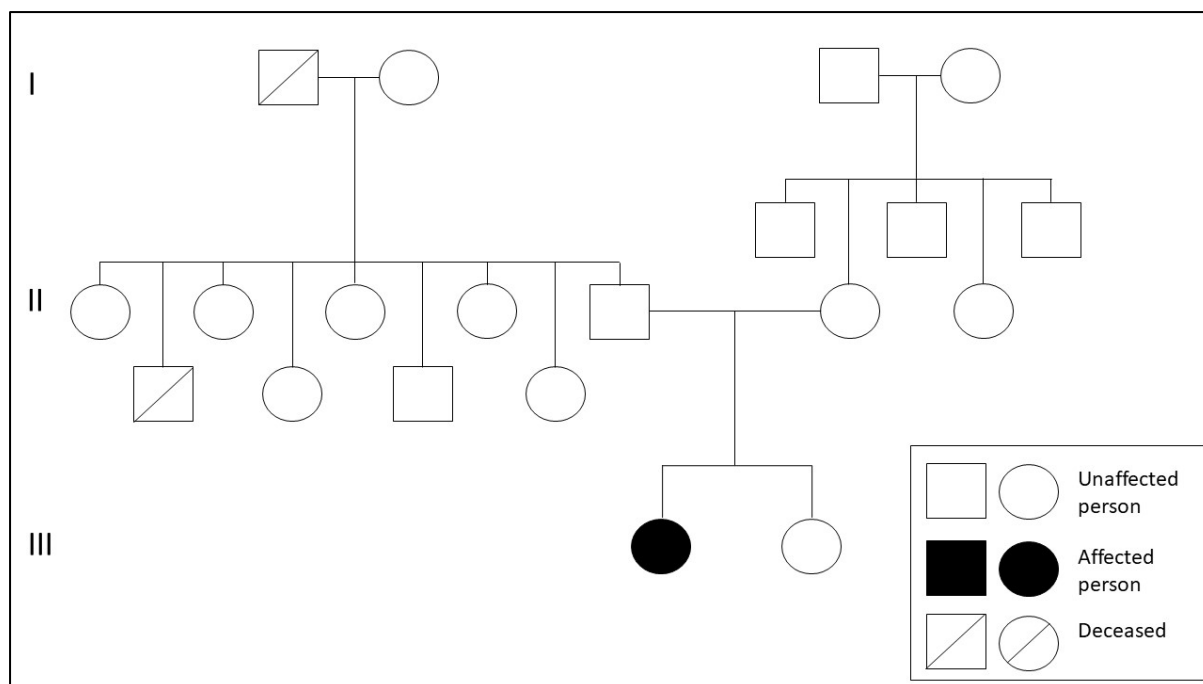 I
II
III
Unaffected
person
Affected
person
Deceased